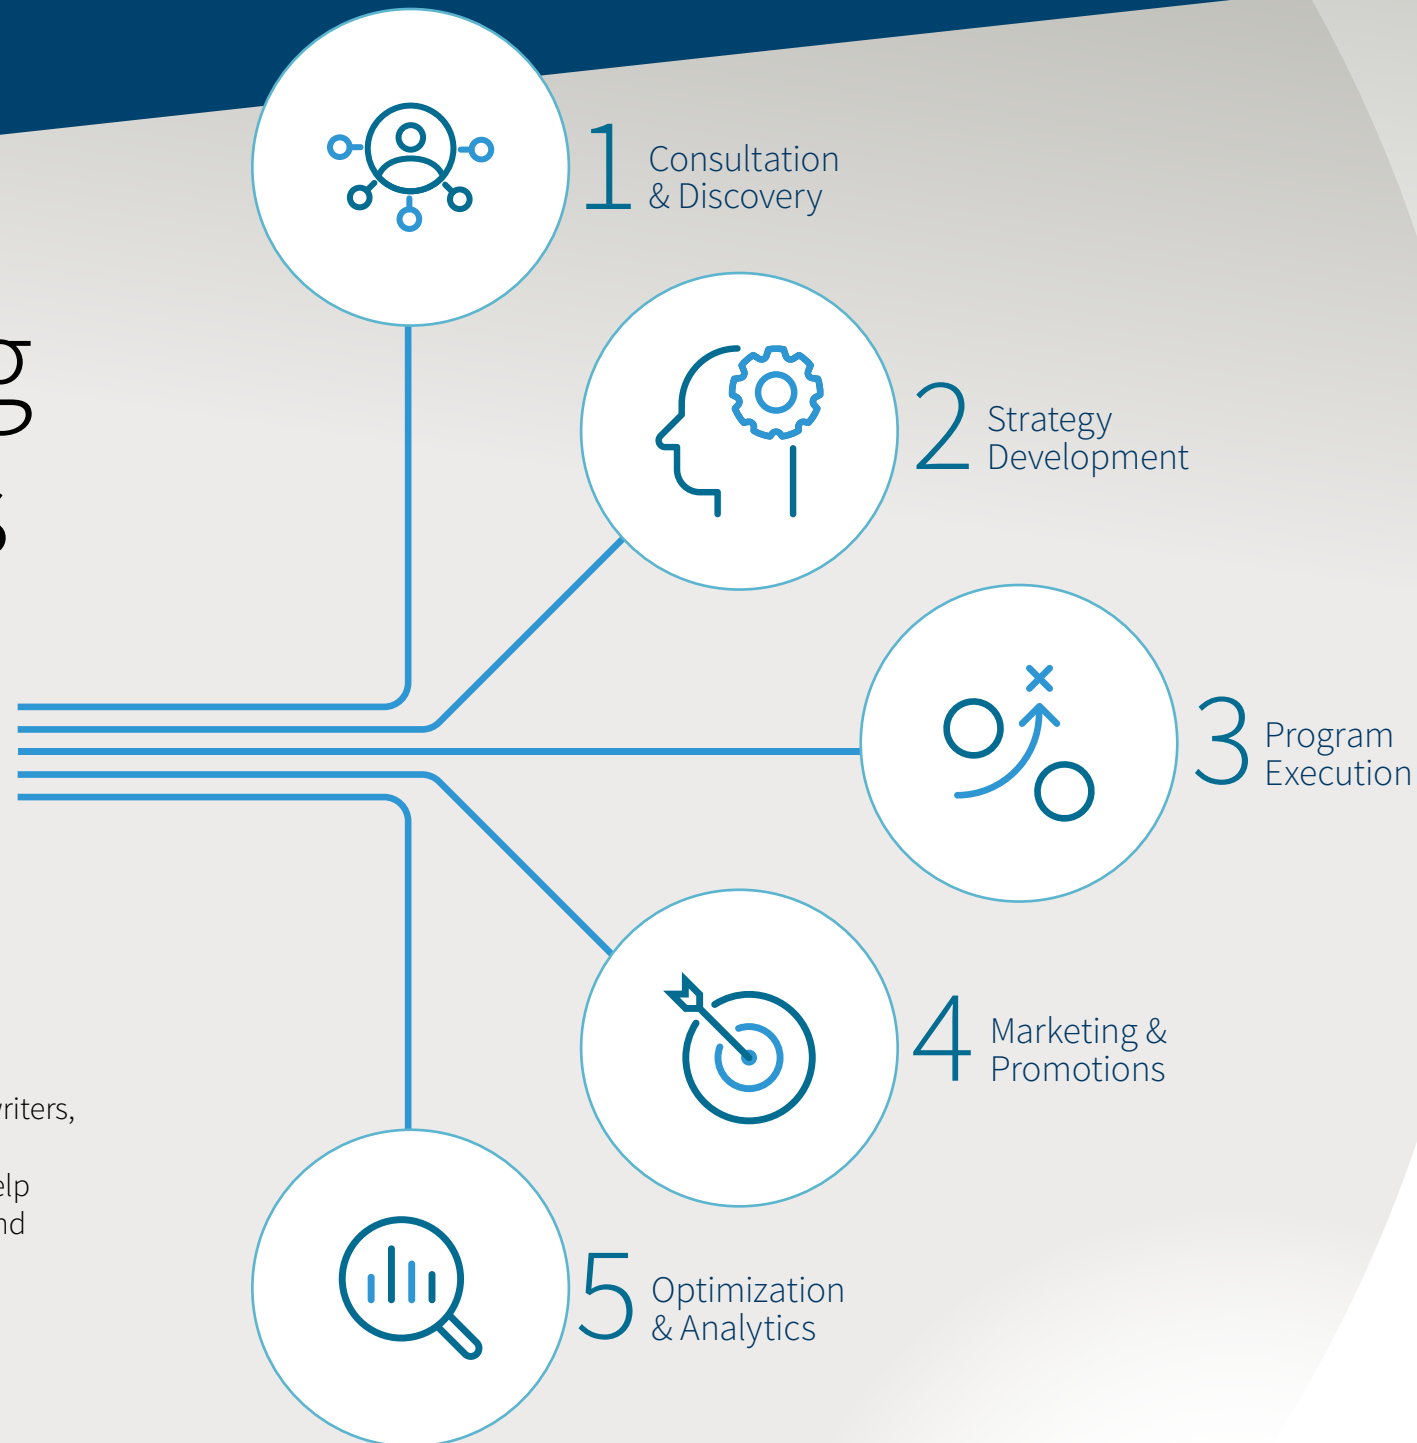 1
Consultation
& Discovery
2
Strategy
Development
3
Program
Execution
4
Marketing &
Promotions
5
Optimization
& Analytics